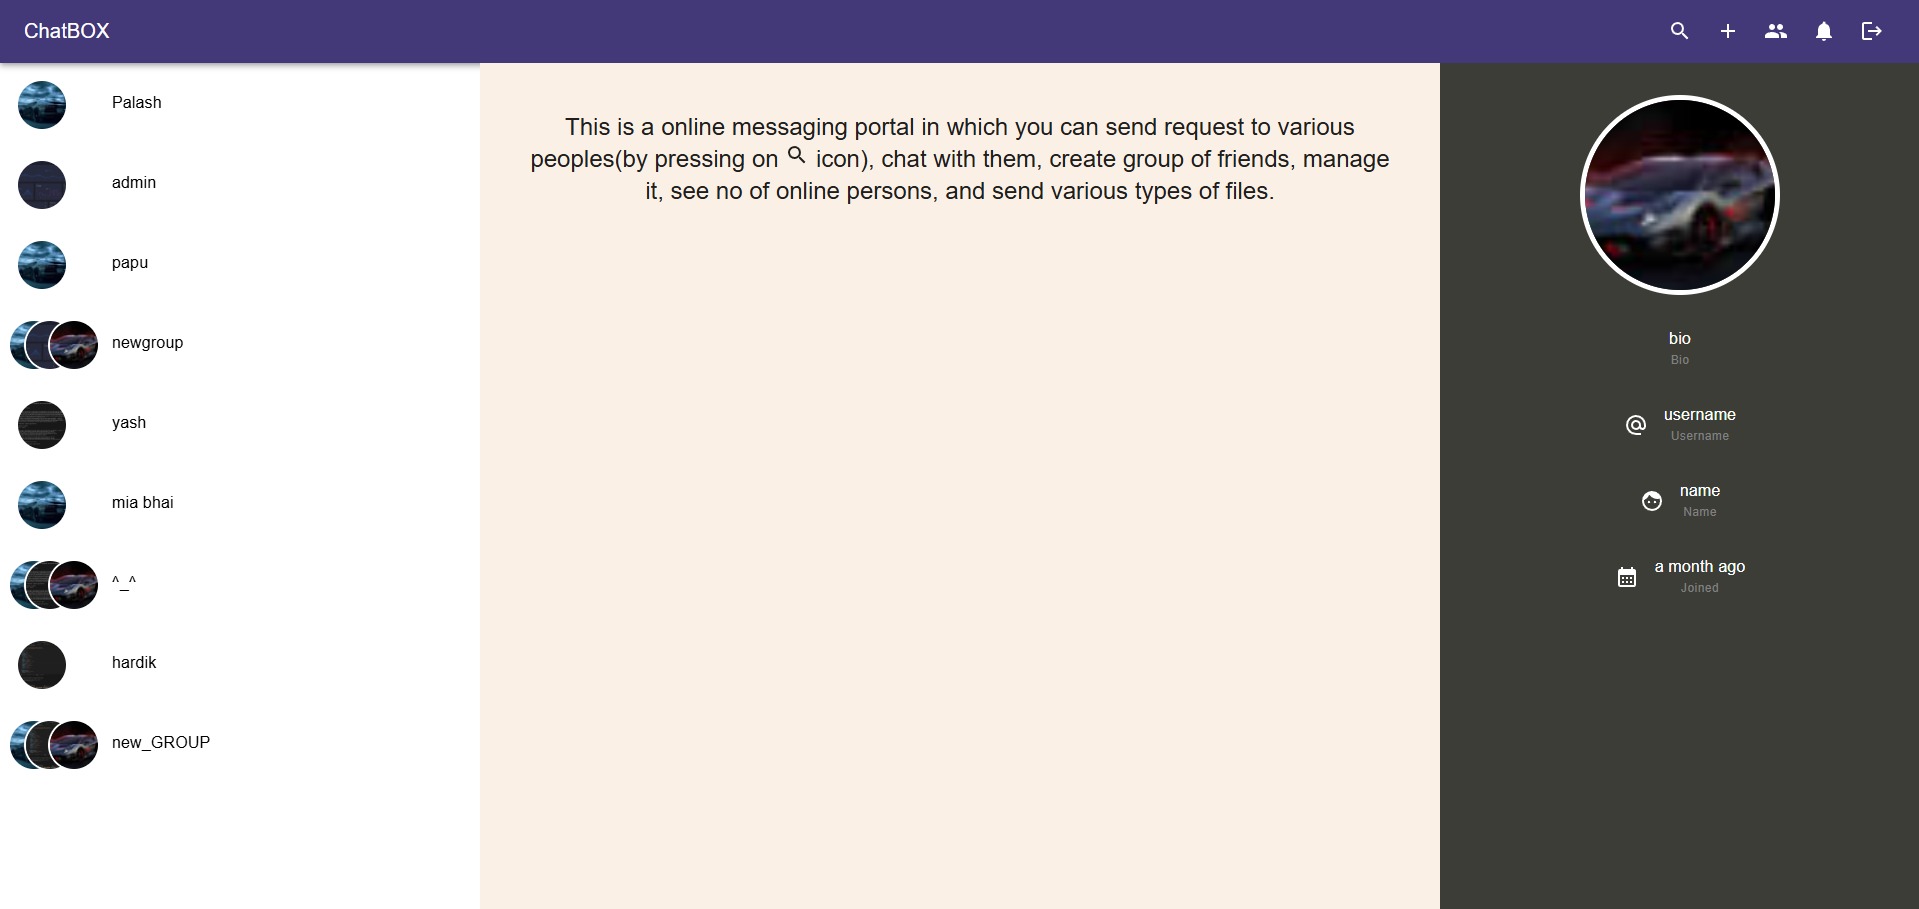 ChatBOX
Palash
admin
papu
newgroup
yash
mia bhai
^_^
hardik
new_GROUP
This is a online messaging portal in which you can send request to various
peoples(by pressing on icon), chat with them, create group of friends, manage
it, see no of online persons, and send various types of files.
bio
Bio
username
Username
name
Name
a month ago
Joined